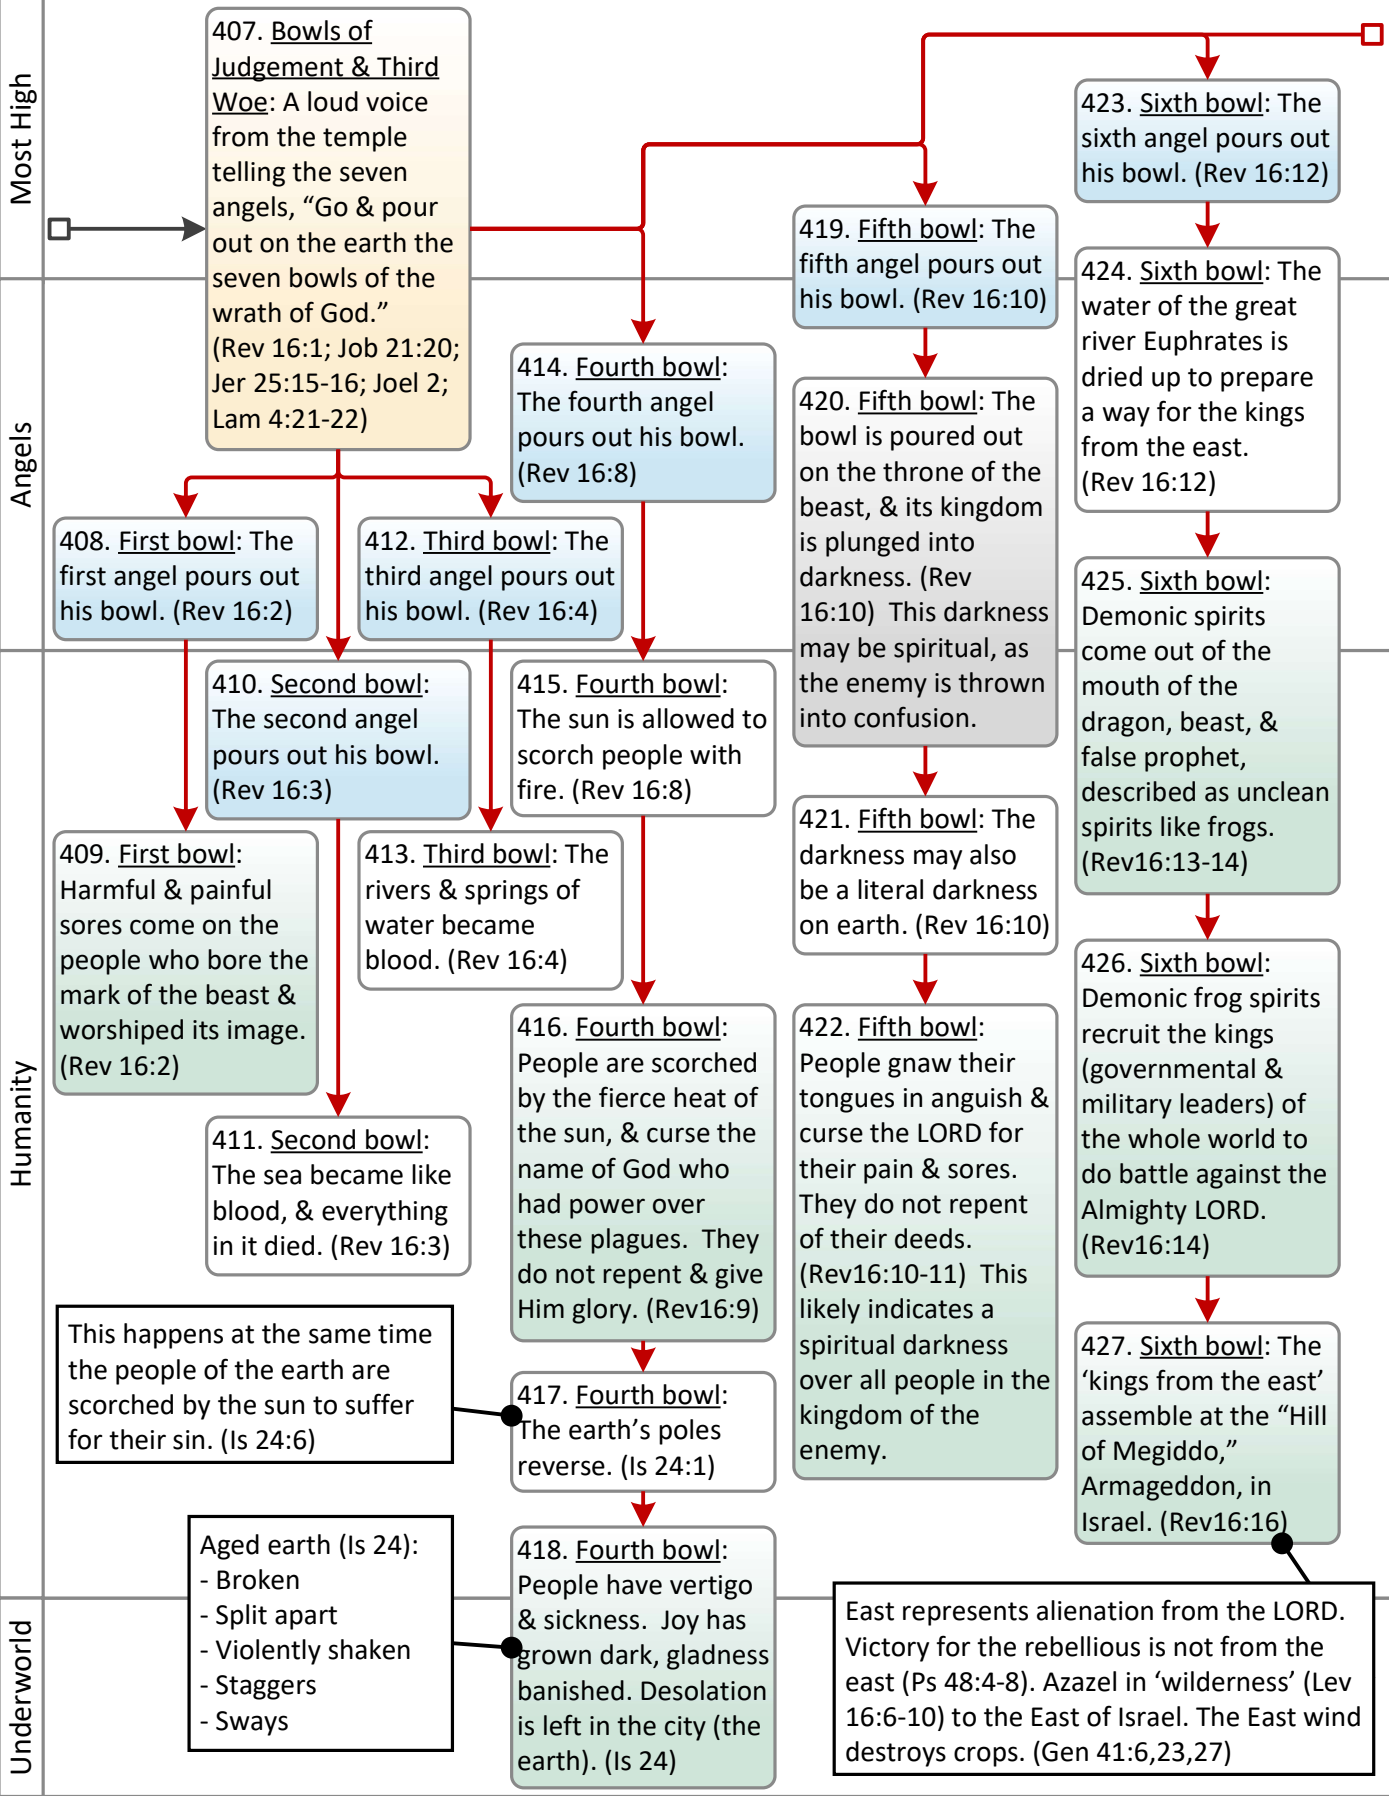 Most High
Angels
Humanity
Underworld
407. Bowls of
Judgement & Third
Woe: A loud voice
from the temple
telling the seven
angels, “Go & pour
out on the earth the
seven bowls of the
wrath of God.”
(Rev 16:1; Job 21:20;
Jer 25:15-16; Joel 2;
Lam 4:21-22)
408. First bowl: The
first angel pours out
his bowl. (Rev 16:2)
409. First bowl:
Harmful & painful
sores come on the
people who bore the
mark of the beast &
worshiped its image.
(Rev 16:2)
410. Second bowl:
The second angel
pours out his bowl.
(Rev 16:3)
411. Second bowl:
The sea became like
blood, & everything
in it died. (Rev 16:3)
412. Third bowl: The
third angel pours out
his bowl. (Rev 16:4)
413. Third bowl: The
rivers & springs of
water became
blood. (Rev 16:4)
414. Fourth bowl:
The fourth angel
pours out his bowl.
(Rev 16:8)
415. Fourth bowl:
The sun is allowed to
scorch people with
fire. (Rev 16:8)
416. Fourth bowl:
People are scorched
by the fierce heat of
the sun, & curse the
name of God who
had power over
these plagues.  They
do not repent & give
Him glory. (Rev16:9)
This happens at the same time
the people of the earth are
scorched by the sun to suffer
for their sin. (Is 24:6)
417. Fourth bowl:
The earth’s poles
reverse. (Is 24:1)
Aged earth (Is 24):
- Broken
- Split apart
- Violently shaken
- Staggers
- Sways
418. Fourth bowl:
People have vertigo
& sickness.  Joy has
grown dark, gladness
banished. Desolation
is left in the city (the
earth). (Is 24)
419. Fifth bowl: The
fifth angel pours out
his bowl. (Rev 16:10)
420. Fifth bowl: The
bowl is poured out
on the throne of the
beast, & its kingdom
is plunged into
darkness. (Rev
16:10)  This darkness
may be spiritual, as
the enemy is thrown
into confusion.
421. Fifth bowl: The
darkness may also
be a literal darkness
on earth. (Rev 16:10)
422. Fifth bowl:
People gnaw their
tongues in anguish &
curse the LORD for
their pain & sores.
They do not repent
of their deeds.
(Rev16:10-11)  This
likely indicates a
spiritual darkness
over all people in the
kingdom of the
enemy.
423. Sixth bowl: The
sixth angel pours out
his bowl. (Rev 16:12)
424. Sixth bowl: The
water of the great
river Euphrates is
dried up to prepare
a way for the kings
from the east.
(Rev 16:12)
425. Sixth bowl:
Demonic spirits
come out of the
mouth of the
dragon, beast, &
false prophet,
described as unclean
spirits like frogs.
(Rev16:13-14)
426. Sixth bowl:
Demonic frog spirits
recruit the kings
(governmental &
military leaders) of
the whole world to
do battle against the
Almighty LORD.
(Rev16:14)
427. Sixth bowl: The
‘kings from the east’
assemble at the “Hill
of Megiddo,”
Armageddon, in
Israel. (Rev16:16)
East represents alienation from the LORD.
Victory for the rebellious is not from the
east (Ps 48:4-8). Azazel in ‘wilderness’ (Lev
16:6-10) to the East of Israel. The East wind
destroys crops. (Gen 41:6,23,27)